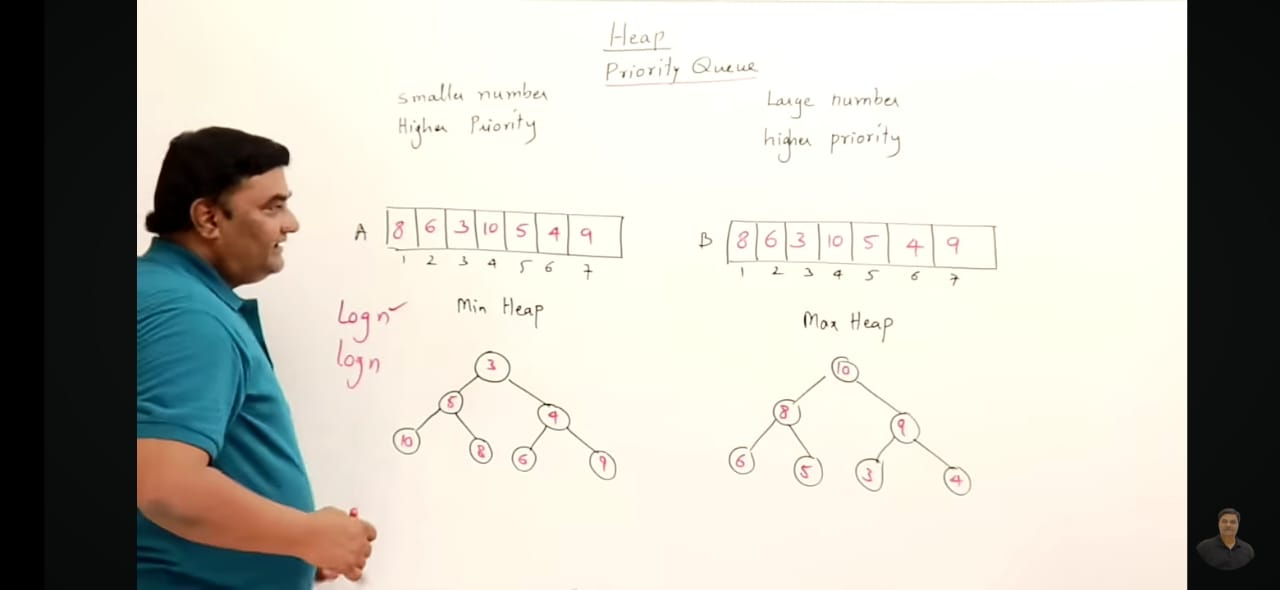 Heap
Priority Queue
Smaller number
Higher Priority
Large number
higher priority
A 8 6 3 10 5 4 9
1 2 3 4 5 6 7
B 8 6 3 10 5 4 9
1 2 3 4 5 6 7
Log n
log n
Min Heap
Max Heap
3
5 4
10 8 6 9
10
8 9
6 5 3 4